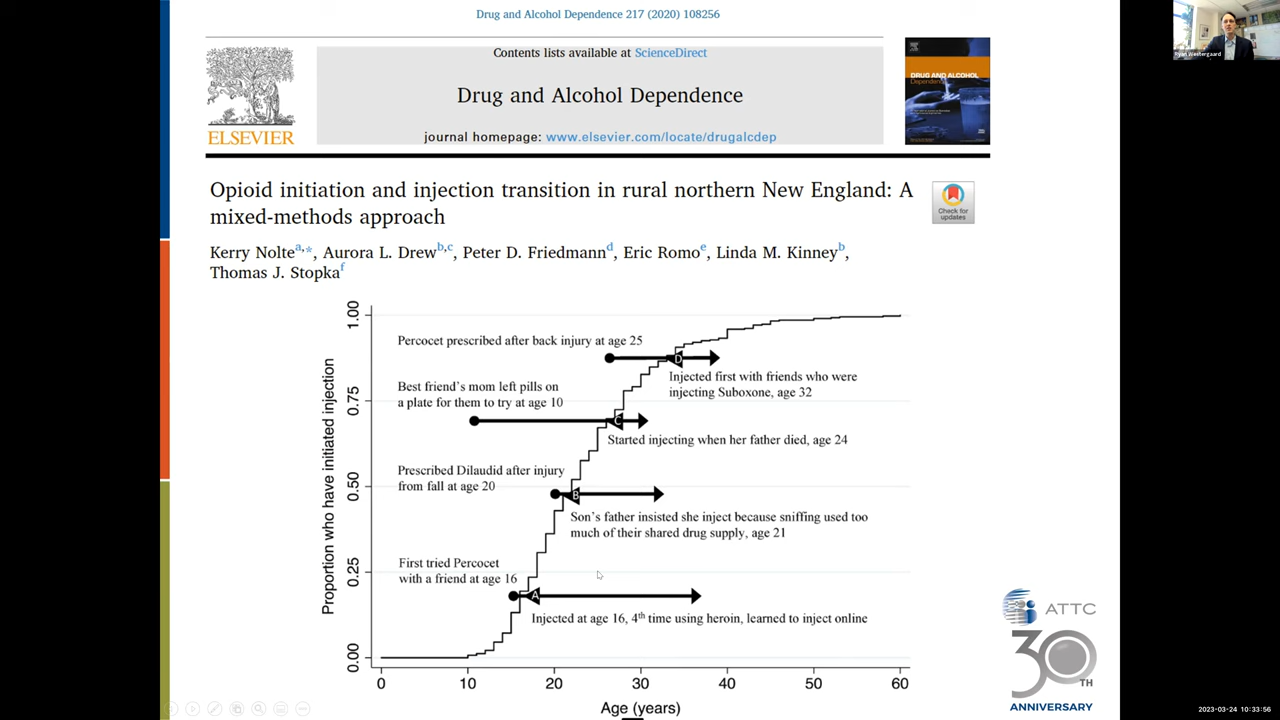 Drug and Alcohol Dependence 217 (2020) 108256
Contents lists available at ScienceDirect
Drug and Alcohol Dependence
journal homepage: www.elsevier.com/locate/drugalcdep
ELSEVIER
DRUG AND ALCOHOL
Dependence
Ryan Westergaard
Opioid initiation and injection transition in rural northern New England: A
mixed-methods approach
Check for
updates
Kerry Nolte a,*, Aurora L. Drew b,c, Peter D. Friedmann d, Eric Romo e, Linda M. Kinney b,
Thomas J. Stopka f
Proportion who have initiated injection
1.00
0.75
0.50
0.25
0.00
Percocet prescribed after back injury at age 25
D
Injected first with friends who were
injecting Suboxone, age 32
Best friend's mom left pills on
a plate for them to try at age 10
C
Started injecting when her father died, age 24
Prescribed Dilaudid after injury
from fall at age 20
B
Son's father insisted she inject because sniffing used too
much of their shared drug supply, age 21
First tried Percocet
with a friend at age 16
A
Injected at age 16, 4th time using heroin, learned to inject online
0 10 20 30 40 50 60
Age (years)
ATTC
30TH
ANNIVERSARY
2023-03-24 10:33:56